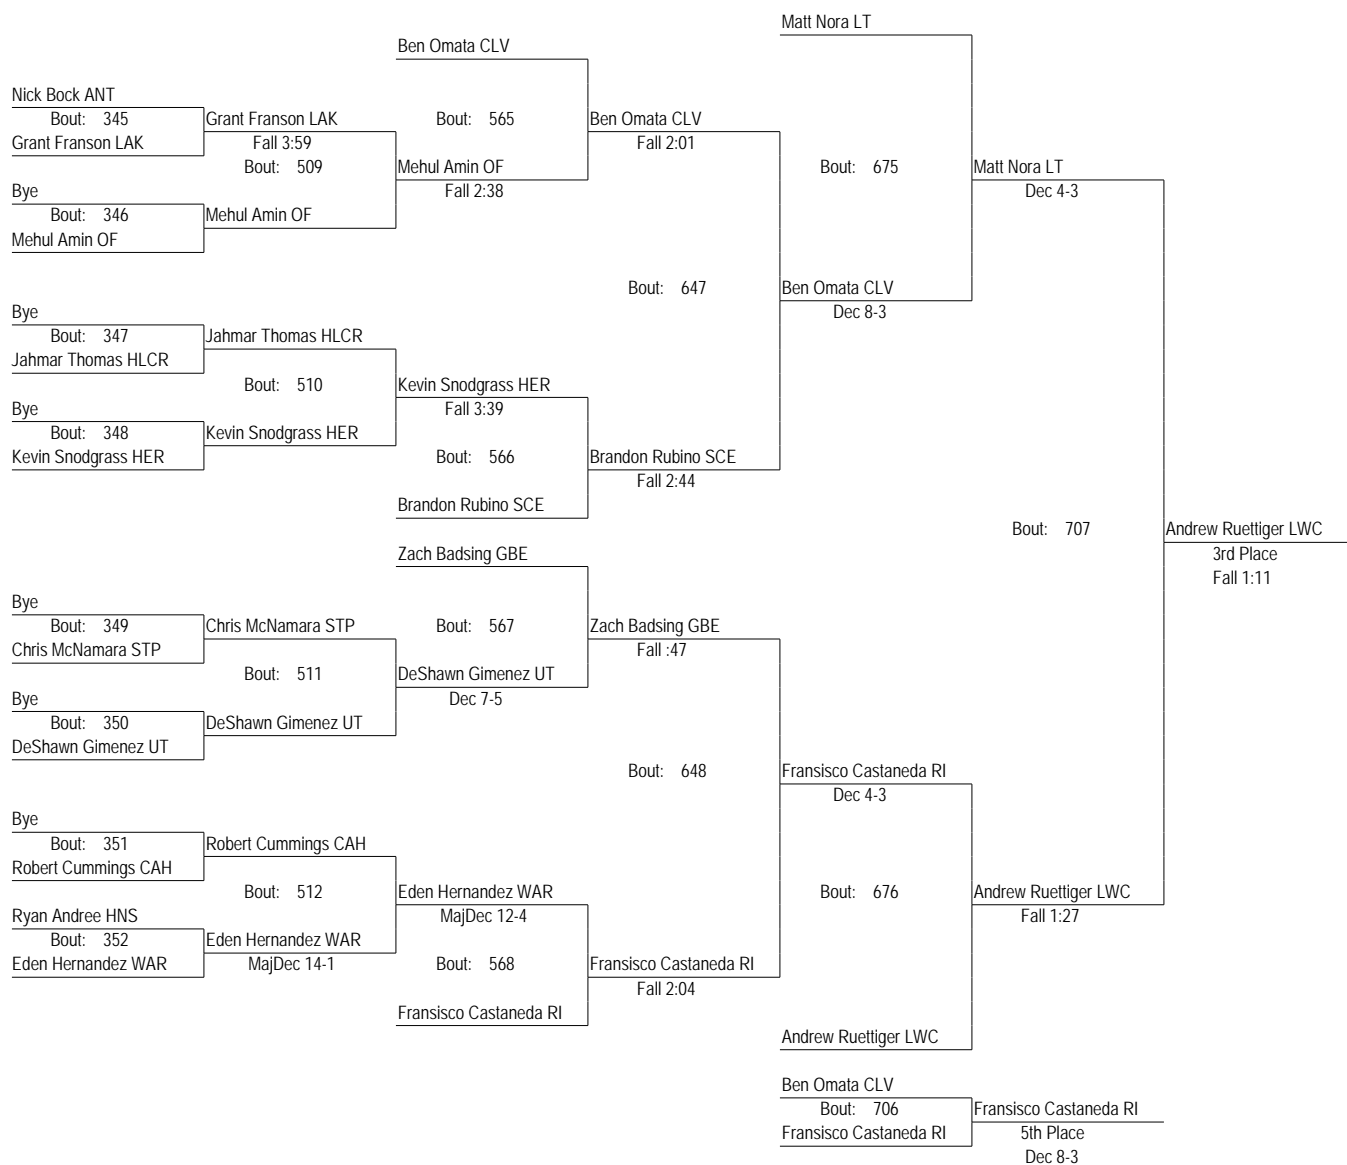 Matt Nora LT
Ben Omata CLV
Nick Bock ANT
Bout: 345
Grant Franson LAK
Bout: 565
Ben Omata CLV
Grant Franson LAK
Fall 3:59
Fall 2:01
Bout: 509
Mehul Amin OF
Bout: 675
Matt Nora LT
Bye
Fall 2:38
Dec 4-3
Bout: 346
Mehul Amin OF
Mehul Amin OF
Bout: 647
Ben Omata CLV
Bye
Dec 8-3
Bout: 347
Jahmar Thomas HLCR
Jahmar Thomas HLCR
Bout: 510
Kevin Snodgrass HER
Bye
Fall 3:39
Bout: 348
Kevin Snodgrass HER
Kevin Snodgrass HER
Bout: 566
Brandon Rubino SCE
Fall 2:44
Brandon Rubino SCE
Bout: 707
Andrew Ruettiger LWC
Zach Badsing GBE
3rd Place
Fall 1:11
Bye
Bout: 349
Chris McNamara STP
Bout: 567
Zach Badsing GBE
Chris McNamara STP
Fall :47
Bout: 511
DeShawn Gimenez UT
Bye
Dec 7-5
Bout: 350
DeShawn Gimenez UT
DeShawn Gimenez UT
Bout: 648
Fransisco Castaneda RI
Dec 4-3
Bye
Bout: 351
Robert Cummings CAH
Robert Cummings CAH
Bout: 512
Eden Hernandez WAR
Bout: 676
Andrew Ruettiger LWC
Ryan Andree HNS
MajDec 12-4
Fall 1:27
Bout: 352
Eden Hernandez WAR
Eden Hernandez WAR
MajDec 14-1
Bout: 568
Fransisco Castaneda RI
Fall 2:04
Fransisco Castaneda RI
Andrew Ruettiger LWC
Ben Omata CLV
Bout: 706
Fransisco Castaneda RI
Fransisco Castaneda RI
5th Place
Dec 8-3